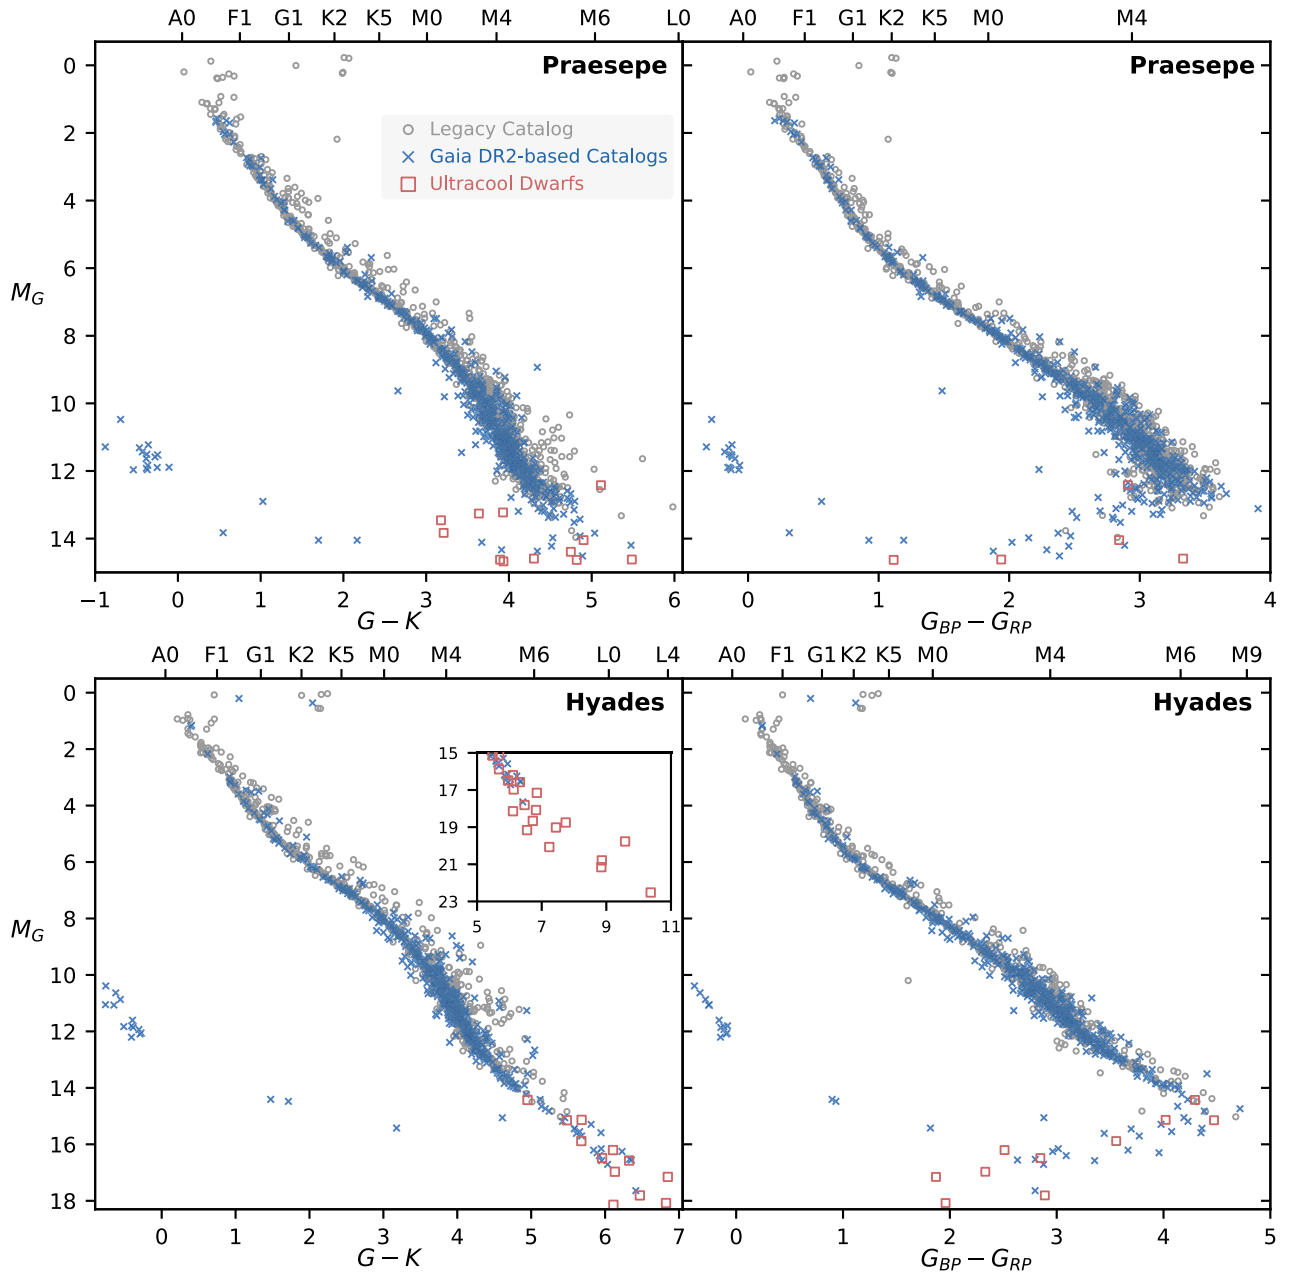 A0 F1 G1 K2 K5 M0 M4 M6 L0
A0 F1 G1 K2 K5 M0 M4
Praesepe
Praesepe
Legacy Catalog
Gaia DR2-based Catalogs
Ultracool Dwarfs
0
2
4
6
8
10
12
14
M_G
−1 0 1 2 3 4 5 6
0 1 2 3 4
G − K
G_BP − G_RP
A0 F1 G1 K2 K5 M0 M4 M6 L0 L4
A0 F1 G1 K2 K5 M0 M4 M6 M9
Hyades
Hyades
0
2
4
6
8
10
12
14
16
18
M_G
15
17
19
21
23
5 7 9 11
0 1 2 3 4 5 6 7
0 1 2 3 4 5
G − K
G_BP − G_RP